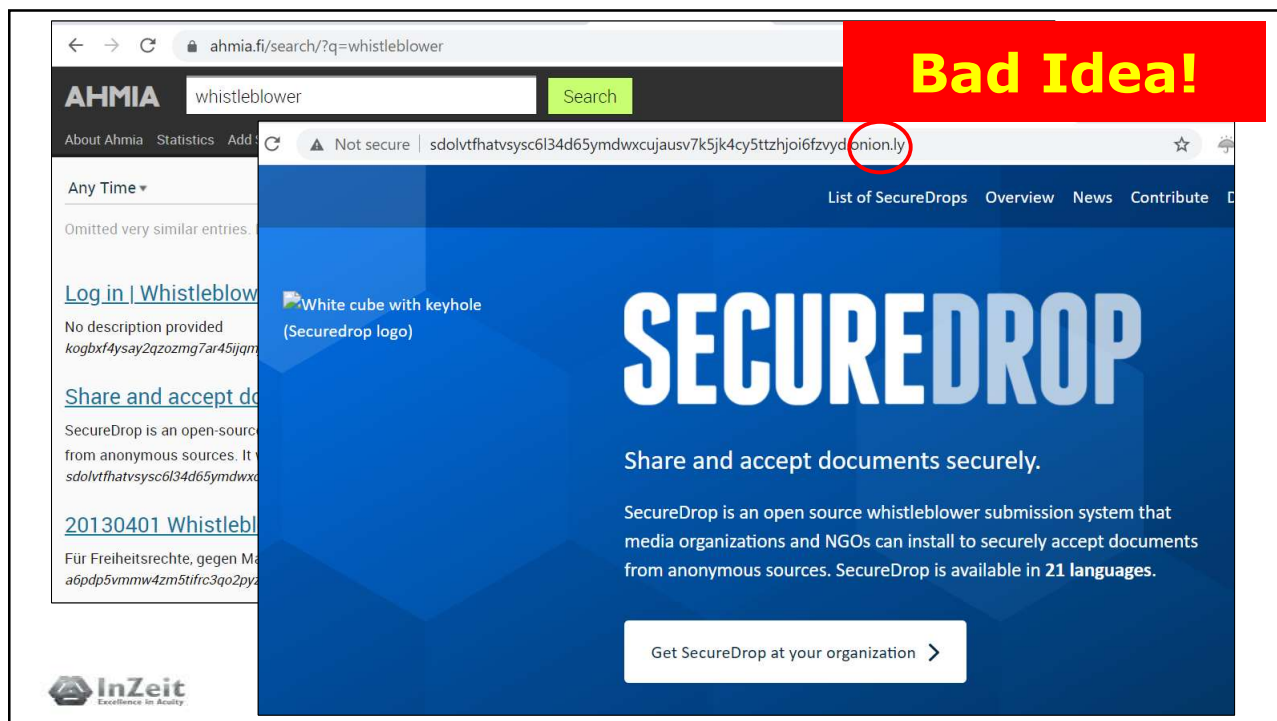 ahmia.fi/search/?q=whistleblower
Bad Idea!
AHMIA whistleblower Search
About Ahmia Statistics Add
Not secure sdolvtfhatvsysc6l34d65ymdwxcujausv7k5jk4cy5ttzhjoi6fzvyd.onion.ly
Any Time
List of SecureDrops Overview News Contribute
Omitted very similar entries.
Log in | Whistleblow
No description provided
kogbxf4ysay2qzozmg7ar45ijqm
White cube with keyhole
(Securedrop logo)
SECUREDROP
Share and accept do
SecureDrop is an open-source
from anonymous sources. It
sdolvtfhatvsysc6l34d65ymdwxc
Share and accept documents securely.
20130401 Whistlebl
Für Freiheitsrechte, gegen Ma
a6pdp5vmmw4zm5tifrc3qo2pyz
SecureDrop is an open source whistleblower submission system that
media organizations and NGOs can install to securely accept documents
from anonymous sources. SecureDrop is available in 21 languages.
Get SecureDrop at your organization
InZeit
Excellence in Acuity